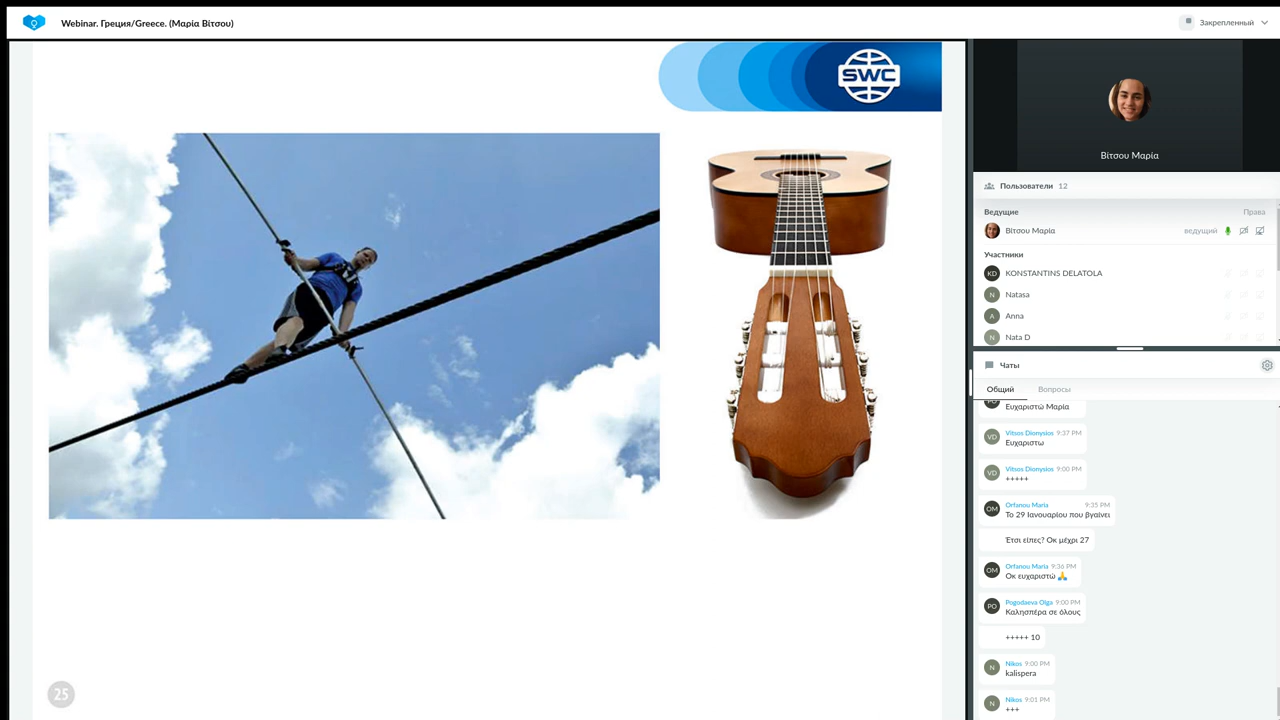 Webinar. Греция/Greece. (Μαρία Βίτσου)
Закрепленный
SWC
Βίτσου Μαρία
Пользователи 12
Ведущие Права
Βίτσου Μαρία ведущий
Участники
KD KONSTANTINS DELATOLA
N Natasa
A Anna
N Nata D
Чаты
Общий Вопросы
Ευχαριστώ Μαρία
VD Vitsos Dionysios 9:37 PM
Ευχαριστω
VD Vitsos Dionysios 9:00 PM
+++++
OM Orfanou Maria 9:35 PM
Το 29 Ιανουαρίου που βγαίνει
Έτσι είπες? Οκ μέχρι 27
OM Orfanou Maria 9:36 PM
Οκ ευχαριστώ 🙏
PO Pogodaeva Olga 9:00 PM
Καλησπέρα σε όλους
+++++ 10
N Nikos 9:00 PM
kalispera
N Nikos 9:01 PM
+++
25